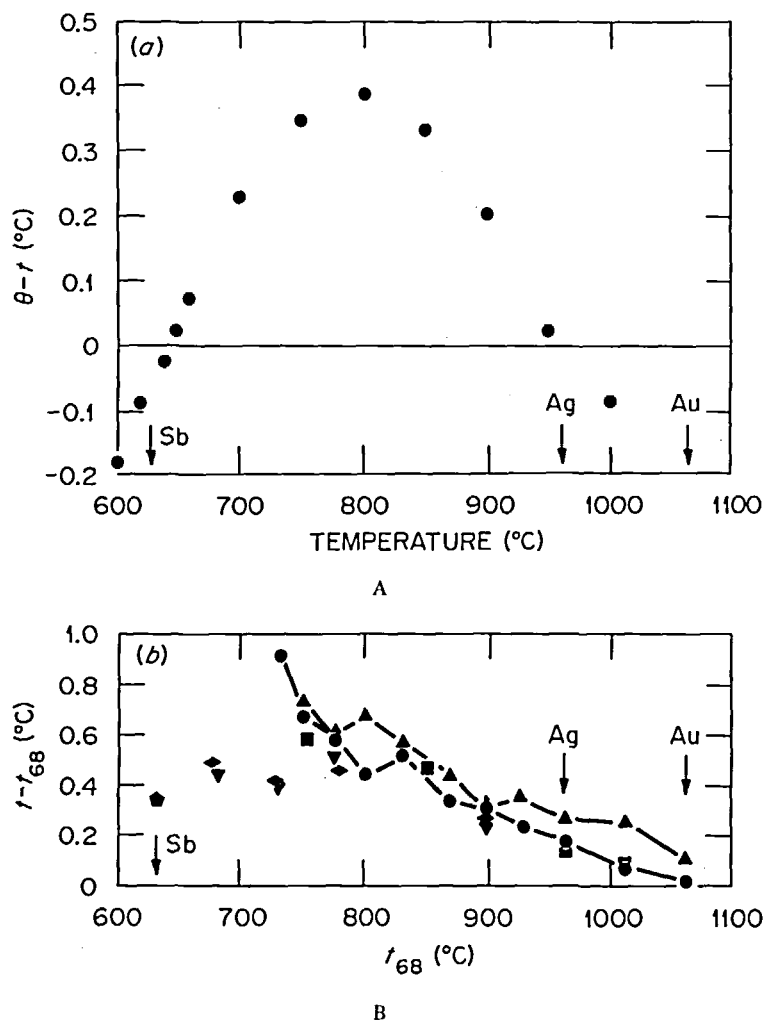 (a)
0.5
0.4
0.3
0.2
0.1
0
-0.1
-0.2
θ-t (°C)
Sb
Ag
Au
600 700 800 900 1000 1100
TEMPERATURE (°C)
A
(b)
1.0
0.8
0.6
0.4
0.2
0
t-t68 (°C)
Sb
Ag
Au
600 700 800 900 1000 1100
t68 (°C)
B